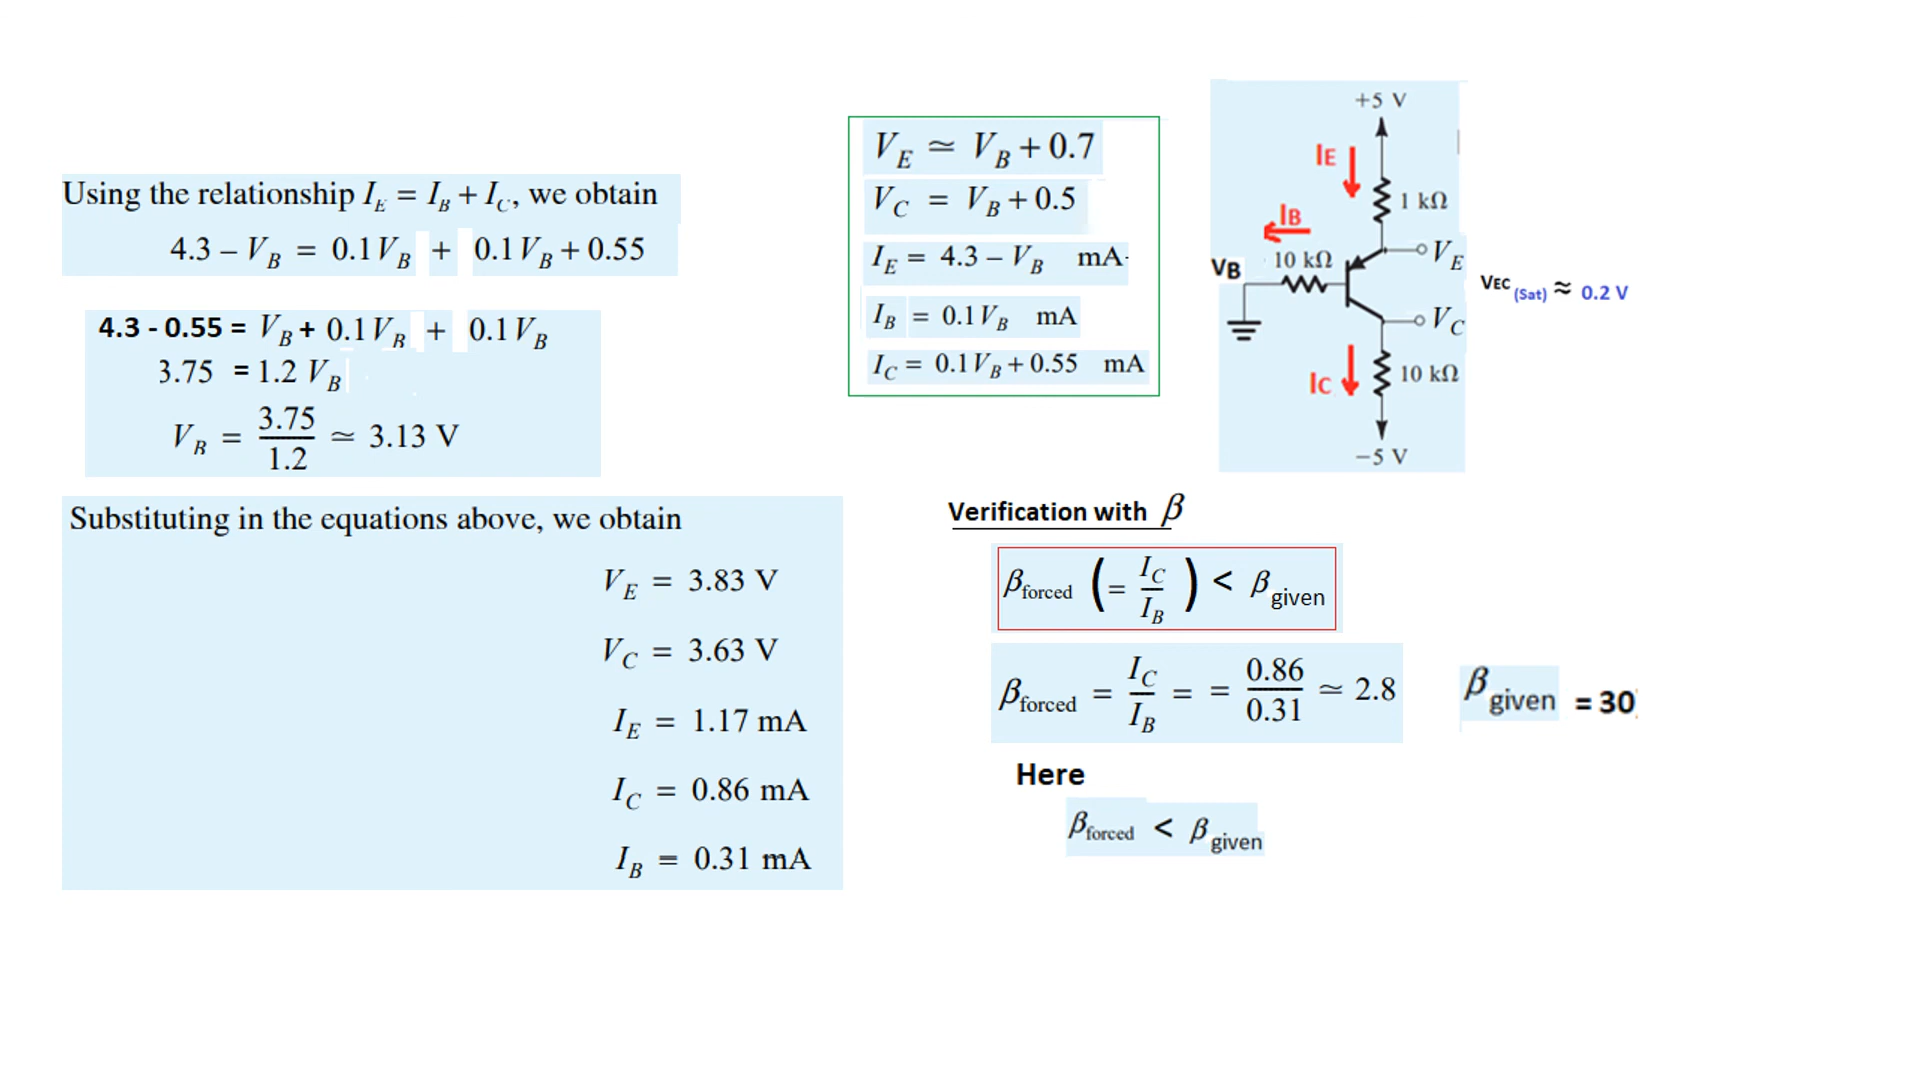 Using the relationship I_E = I_B + I_C, we obtain
4.3 – V_B = 0.1V_B + 0.1V_B + 0.55
4.3 - 0.55 = V_B + 0.1V_B + 0.1V_B
3.75 = 1.2 V_B
V_B = 3.75/1.2 ≃ 3.13 V
Substituting in the equations above, we obtain
V_E = 3.83 V
V_C = 3.63 V
I_E = 1.17 mA
I_C = 0.86 mA
I_B = 0.31 mA
V_E ≃ V_B + 0.7
V_C = V_B + 0.5
I_E = 4.3 – V_B mA
I_B = 0.1V_B mA
I_C = 0.1V_B + 0.55 mA
+5 V
IE
1 kΩ
IB
10 kΩ
VB
V_E
V_C
IC
10 kΩ
−5 V
VEC (Sat) ≈ 0.2 V
Verification with β
β_forced (= I_C/I_B) < β_given
β_forced = I_C/I_B = = 0.86/0.31 ≃ 2.8
β_given = 30
Here
β_forced < β_given